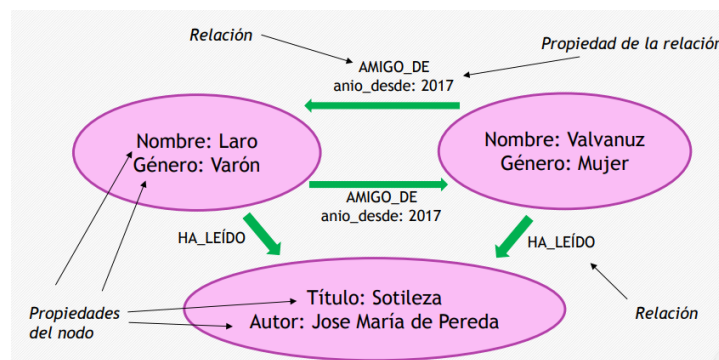 Relación
AMIGO_DE
anio_desde: 2017
Propiedad de la relación
Nombre: Laro
Género: Varón
Nombre: Valvanuz
Género: Mujer
AMIGO_DE
anio_desde: 2017
HA_LEÍDO
HA_LEÍDO
Propiedades
del nodo
Título: Sotileza
Autor: Jose María de Pereda
Relación